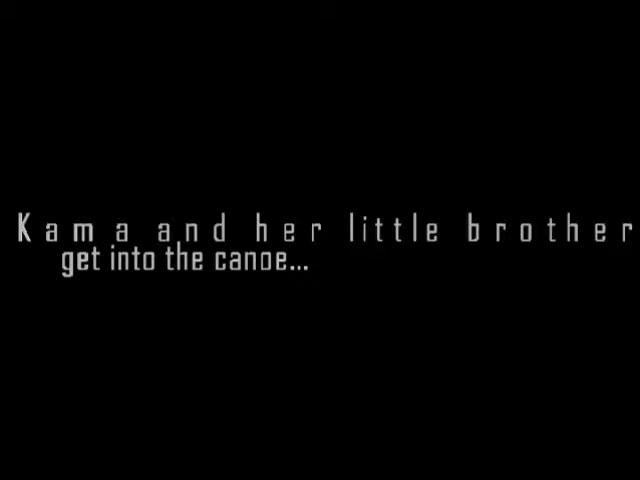 Kama and her little brother
get into the canoe...